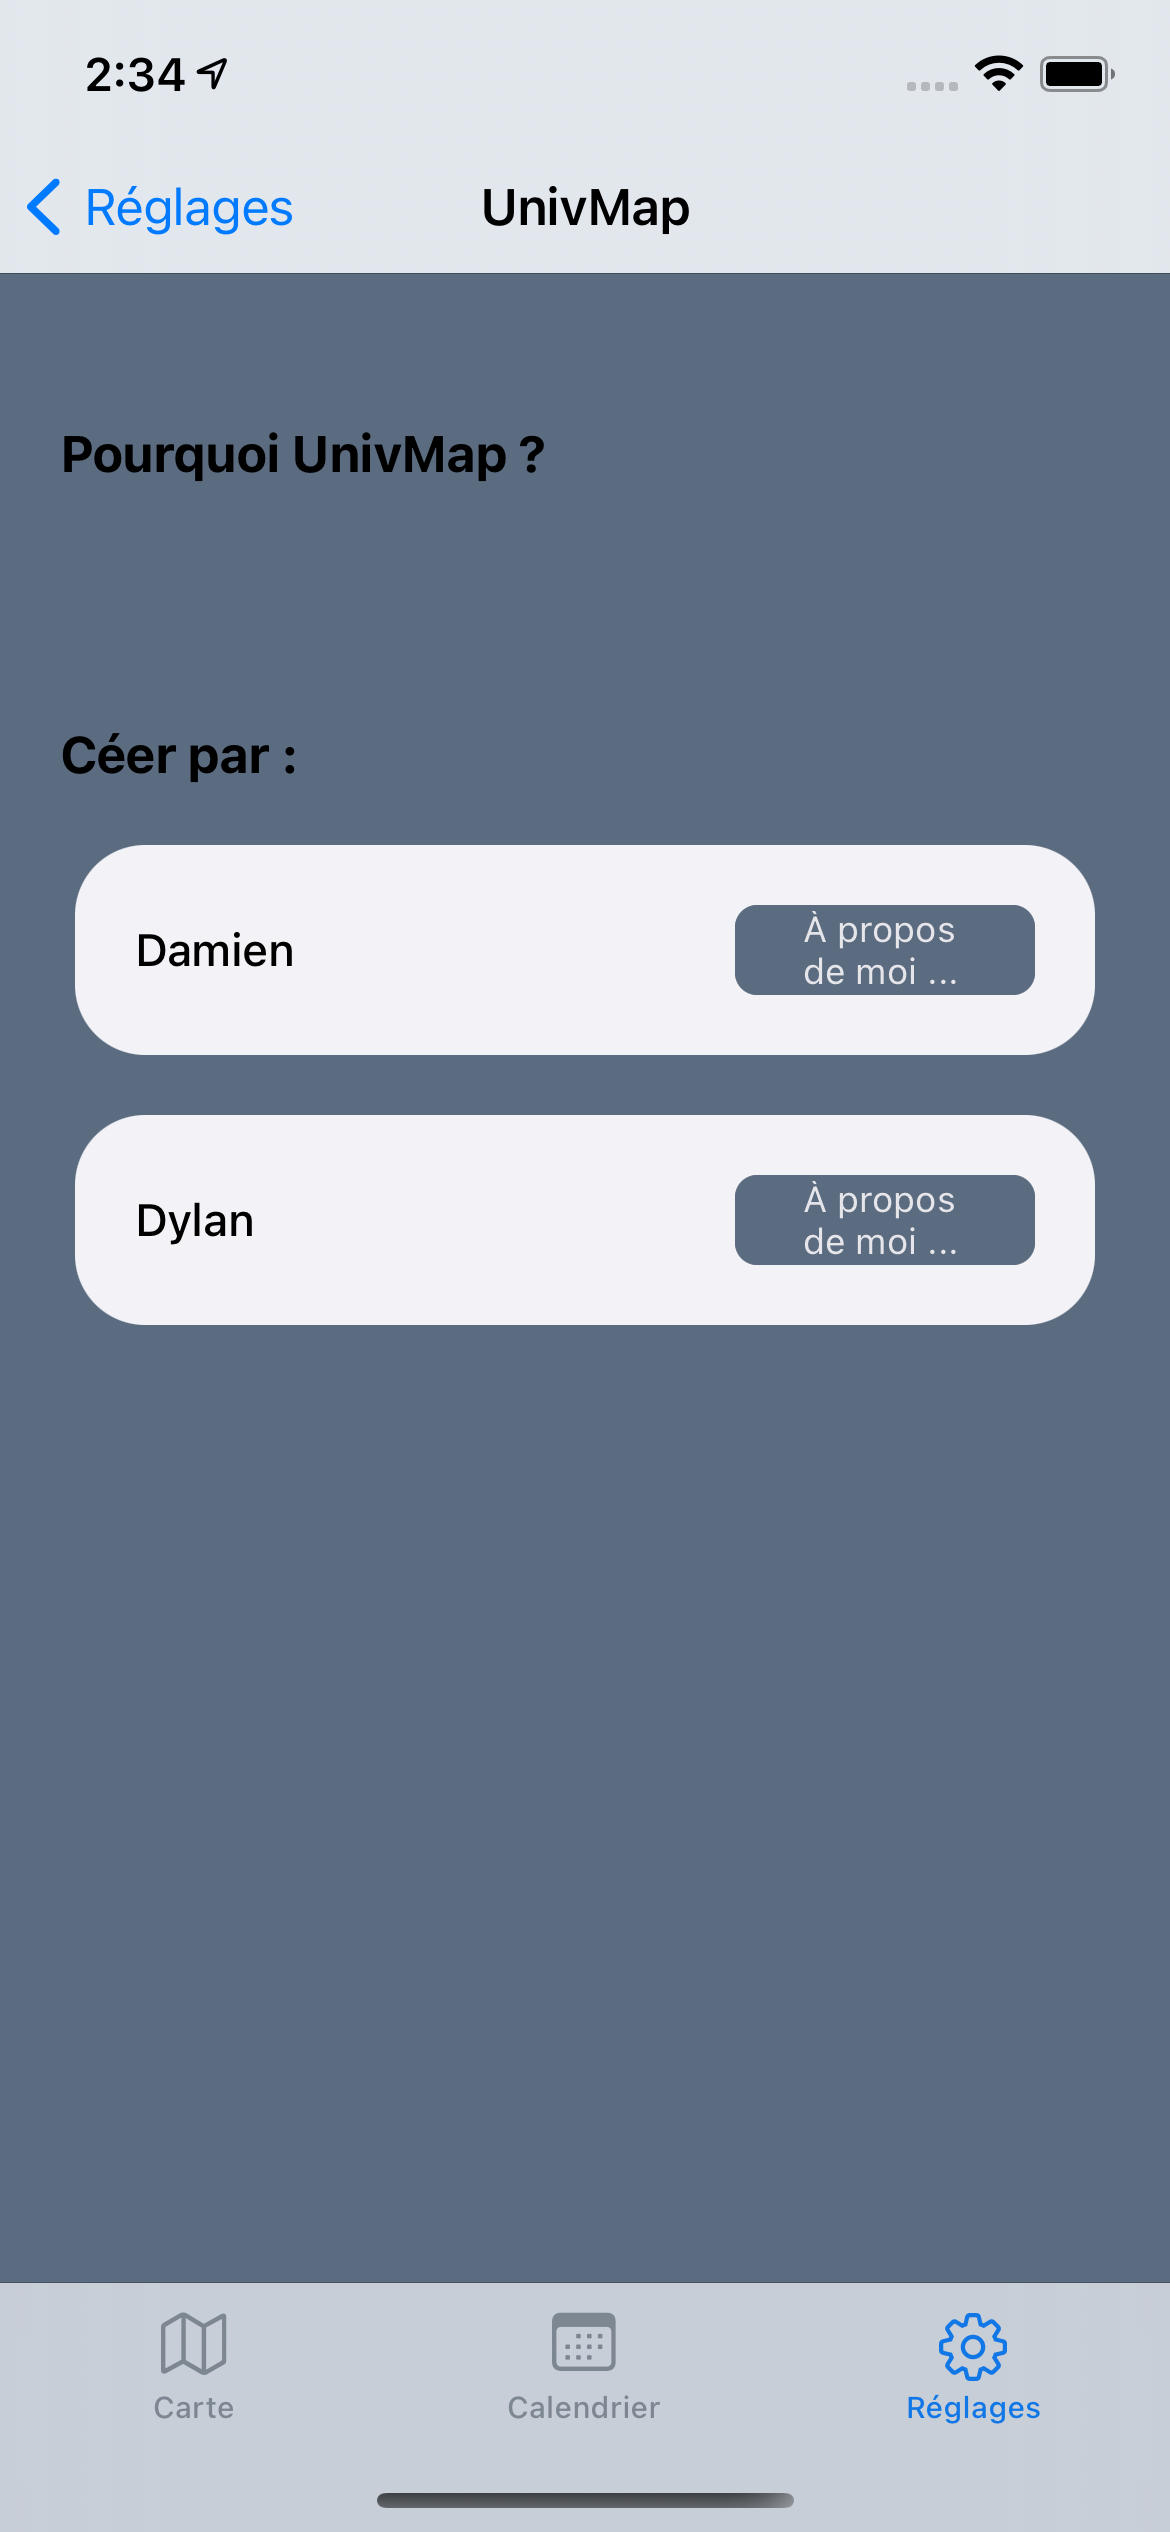 2:34
Réglages
UnivMap
Pourquoi UnivMap ?
Céer par :
Damien
À propos
de moi ...
Dylan
À propos
de moi ...
Carte
Calendrier
Réglages